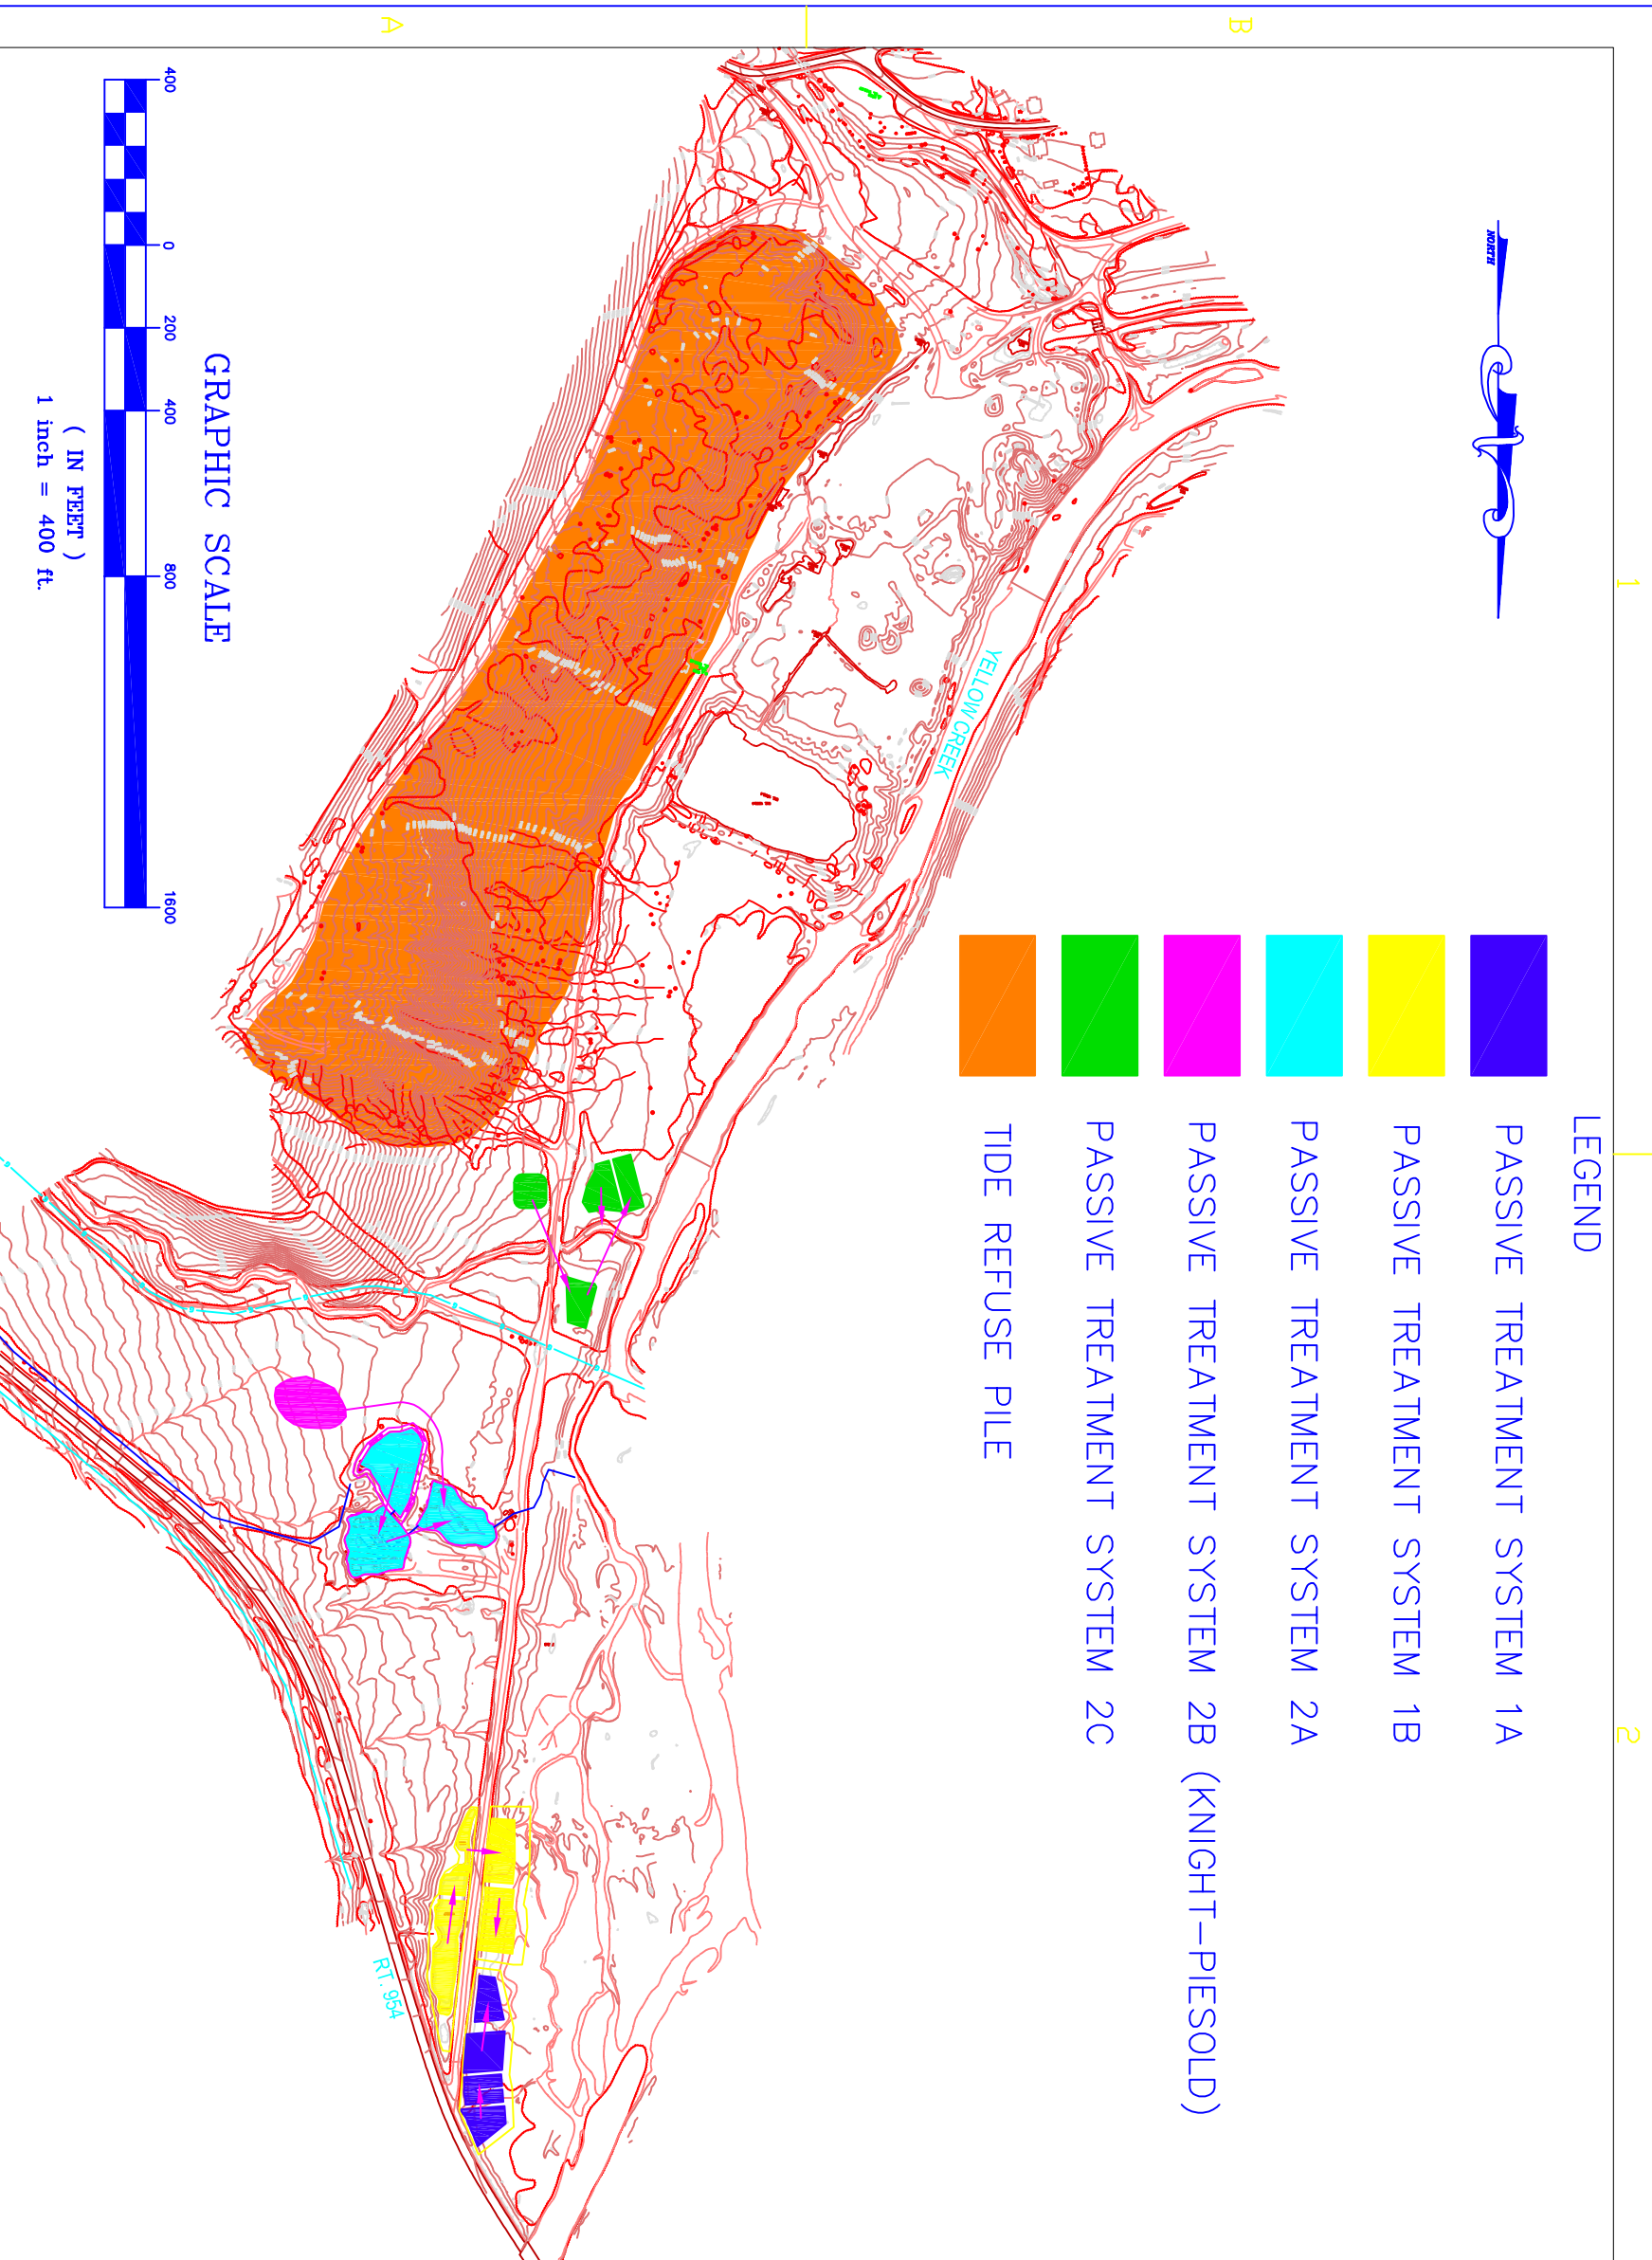 A
B
1
2
NORTH
LEGEND
PASSIVE TREATMENT SYSTEM 1A
PASSIVE TREATMENT SYSTEM 1B
PASSIVE TREATMENT SYSTEM 2A
PASSIVE TREATMENT SYSTEM 2B (KNIGHT-PIESOLD)
PASSIVE TREATMENT SYSTEM 2C
TIDE REFUSE PILE
YELLOW CREEK
RT. 954
GRAPHIC SCALE
400 0 200 400 800 1600
( IN FEET )
1 inch = 400 ft.